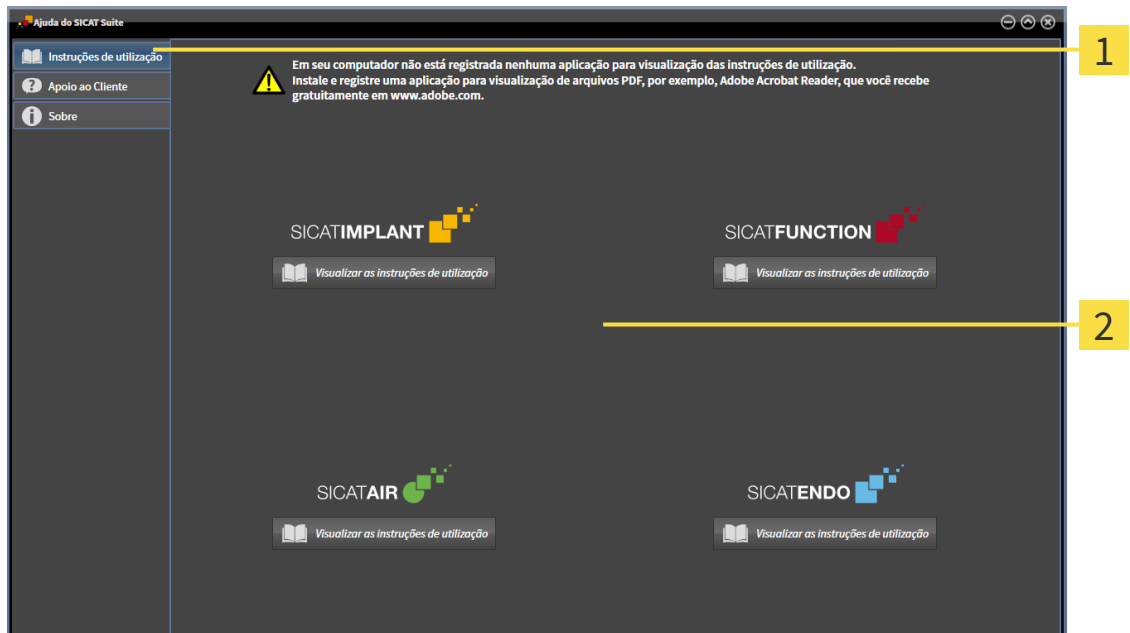 Ajuda do SICAT Suite
Instruções de utilização
Apoio ao Cliente
Sobre
Em seu computador não está registrada nenhuma aplicação para visualização das instruções de utilização.
Instale e registre uma aplicação para visualização de arquivos PDF, por exemplo, Adobe Acrobat Reader, que você recebe
gratuitamente em www.adobe.com.
1
SICATIMPLANT
SICATFUNCTION
Visualizar as instruções de utilização
Visualizar as instruções de utilização
2
SICATAIR
SICATENDO
Visualizar as instruções de utilização
Visualizar as instruções de utilização